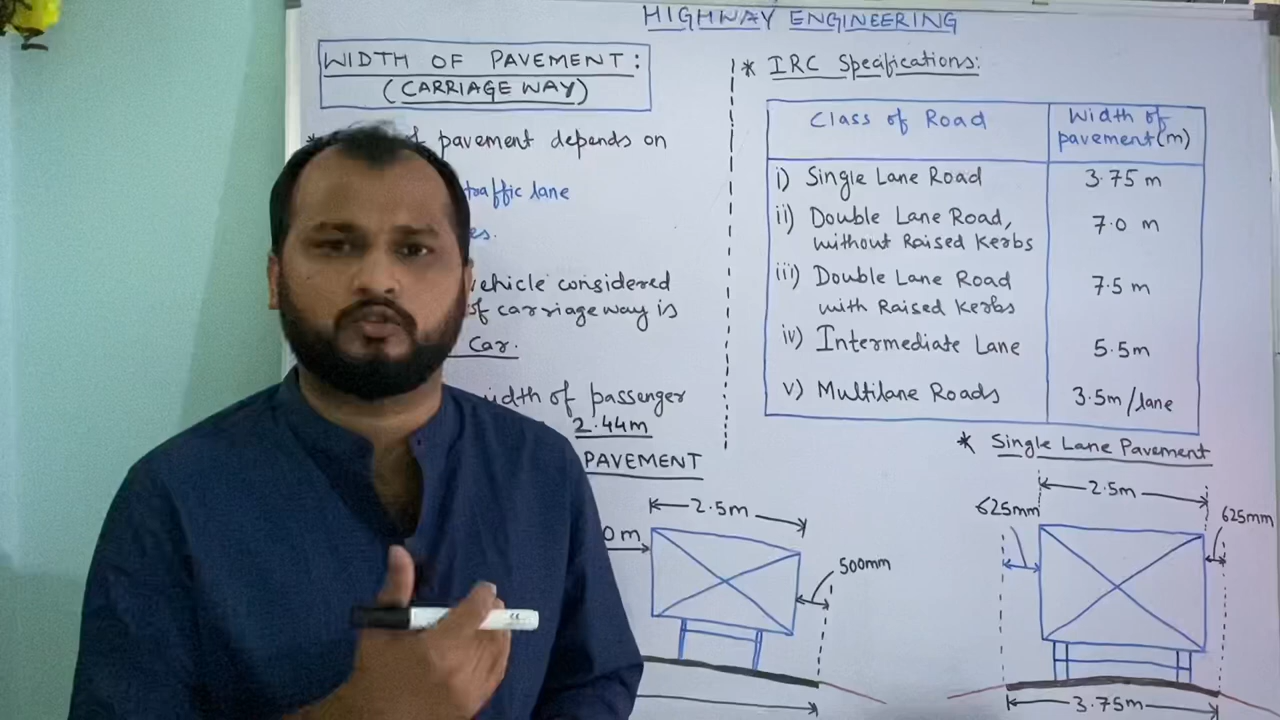 HIGHWAY ENGINEERING
WIDTH OF PAVEMENT:
(CARRIAGE WAY)
* pavement depends on
traffic lane
vehicle considered
of carriageway is
Car.
width of passenger
2.44m
PAVEMENT
2.5m
0m
500mm
* IRC Specifications:
Class of Road
Width of
pavement(m)
i) Single Lane Road 3.75 m
ii) Double Lane Road,
without Raised Kerbs 7.0 m
iii) Double Lane Road
with Raised Kerbs 7.5 m
iv) Intermediate Lane 5.5m
v) Multilane Roads 3.5m/lane
* Single Lane Pavement
2.5m
625mm
625mm
3.75m